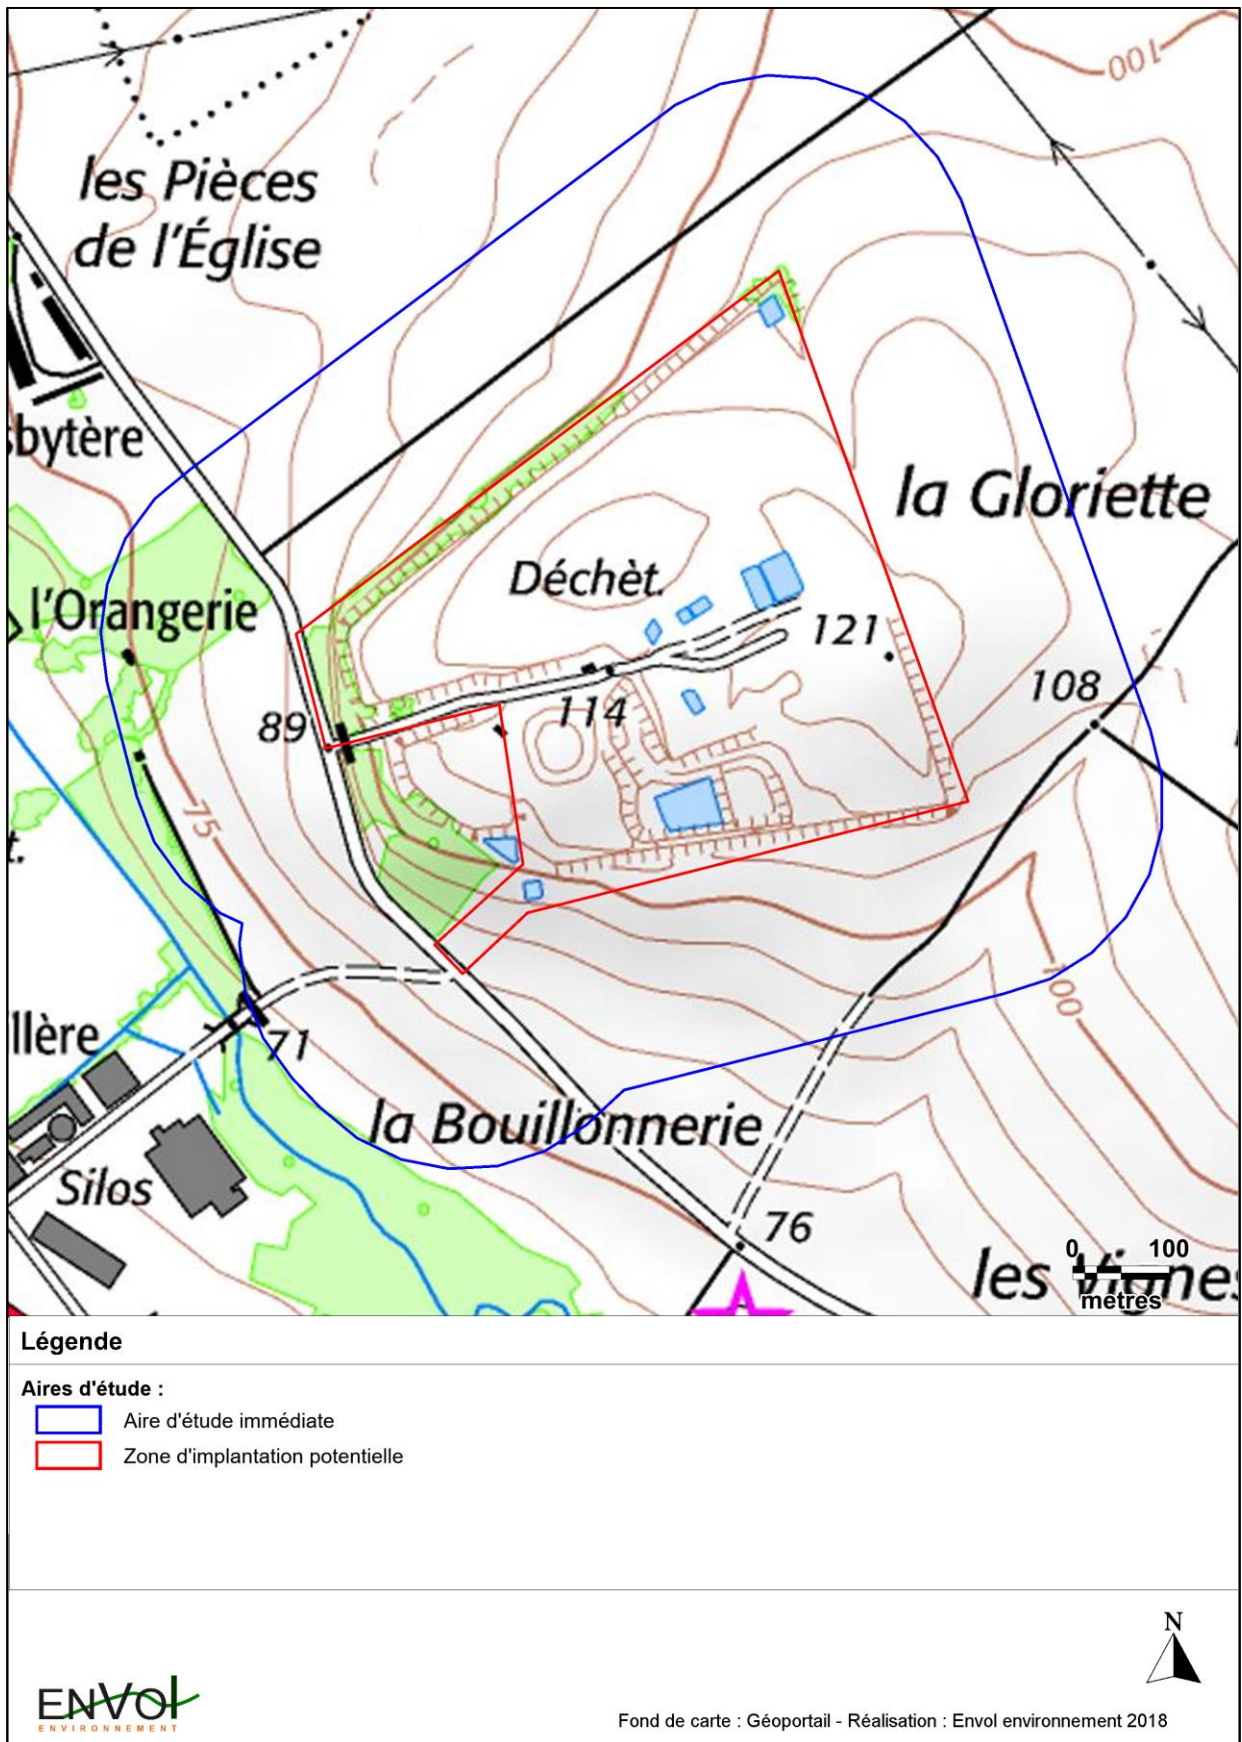 100
les Pièces
de l'Église
sbytère
la Gloriette
Déchèt.
l'Orangerie
121
108
114
89
75
t.
100
llère
71
la Bouillonnerie
Silos
76
les Vignes
0 100
mètres
Légende
Aires d'étude :
Aire d'étude immédiate
Zone d'implantation potentielle
N
ENVOl
ENVIRONNEMENT
Fond de carte : Géoportail - Réalisation : Envol environnement 2018